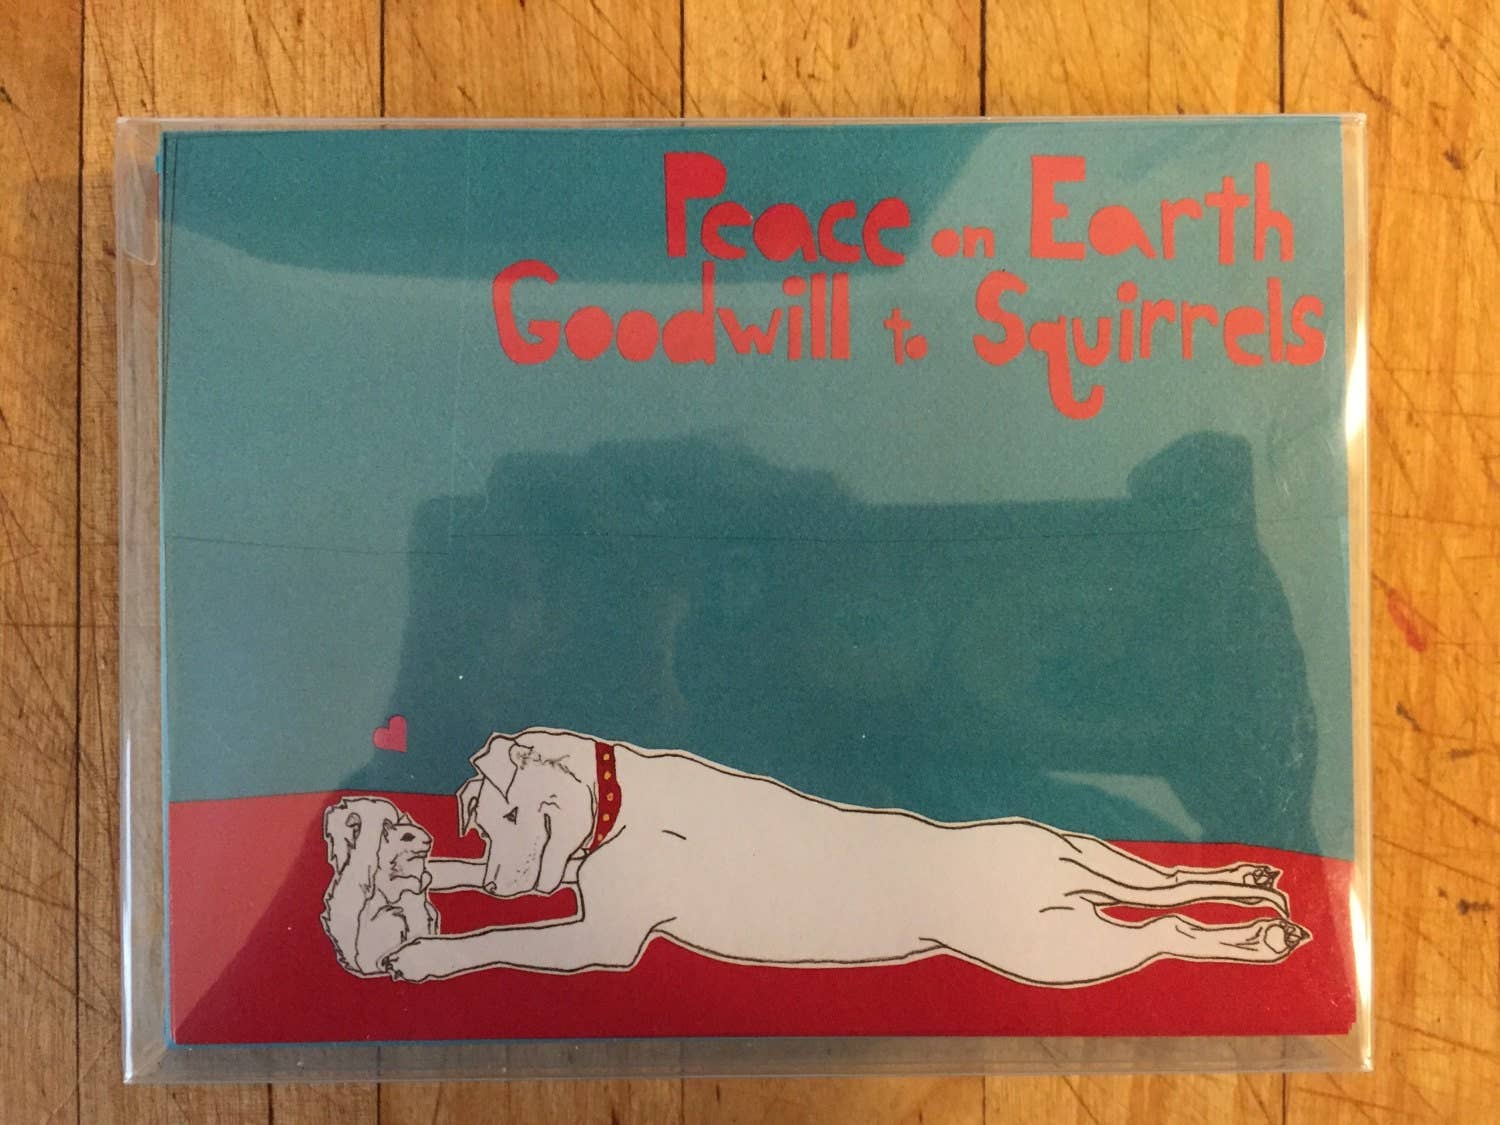 Peace on Earth
Goodwill to Squirrels